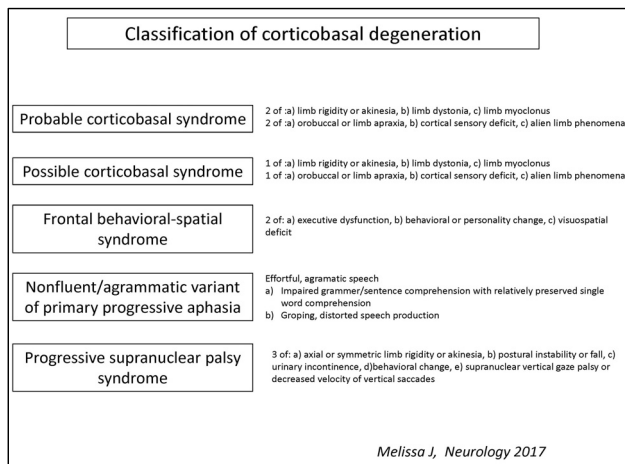 Classification of corticobasal degeneration
Probable corticobasal syndrome
2 of :a) limb rigidity or akinesia, b) limb dystonia, c) limb myoclonus
2 of :a) orobuccal or limb apraxia, b) cortical sensory deficit, c) alien limb phenomena
Possible corticobasal syndrome
1 of :a) limb rigidity or akinesia, b) limb dystonia, c) limb myoclonus
1 of :a) orobuccal or limb apraxia, b) cortical sensory deficit, c) alien limb phenomena
Frontal behavioral-spatial
syndrome
2 of: a) executive dysfunction, b) behavioral or personality change, c) visuospatial
deficit
Nonfluent/agrammatic variant
of primary progressive aphasia
Effortful, agramatic speech
a) Impaired grammer/sentence comprehension with relatively preserved single
word comprehension
b) Groping, distorted speech production
Progressive supranuclear palsy
syndrome
3 of: a) axial or symmetric limb rigidity or akinesia, b) postural instability or fall, c)
urinary incontinence, d)behavioral change, e) supranuclear vertical gaze palsy or
decreased velocity of vertical saccades
Melissa J, Neurology 2017